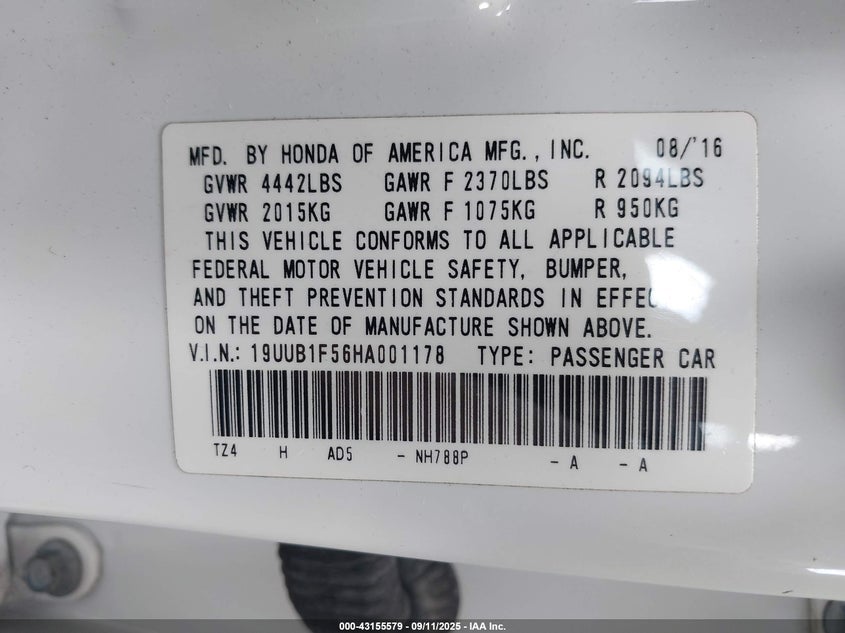 MFD. BY HONDA OF AMERICA MFG., INC. 08/'16
GVWR 4442LBS GAWR F 2370LBS R 2094LBS
GVWR 2015KG GAWR F 1075KG R 950KG
THIS VEHICLE CONFORMS TO ALL APPLICABLE
FEDERAL MOTOR VEHICLE SAFETY, BUMPER,
AND THEFT PREVENTION STANDARDS IN EFFEC
ON THE DATE OF MANUFACTURE SHOWN ABOVE.
V.I.N.: 19UUB1F56HA001178 TYPE: PASSENGER CAR
TZ4 H AD5 - NH788P - A - A
000-43155579 - 09/11/2025 - IAA Inc.